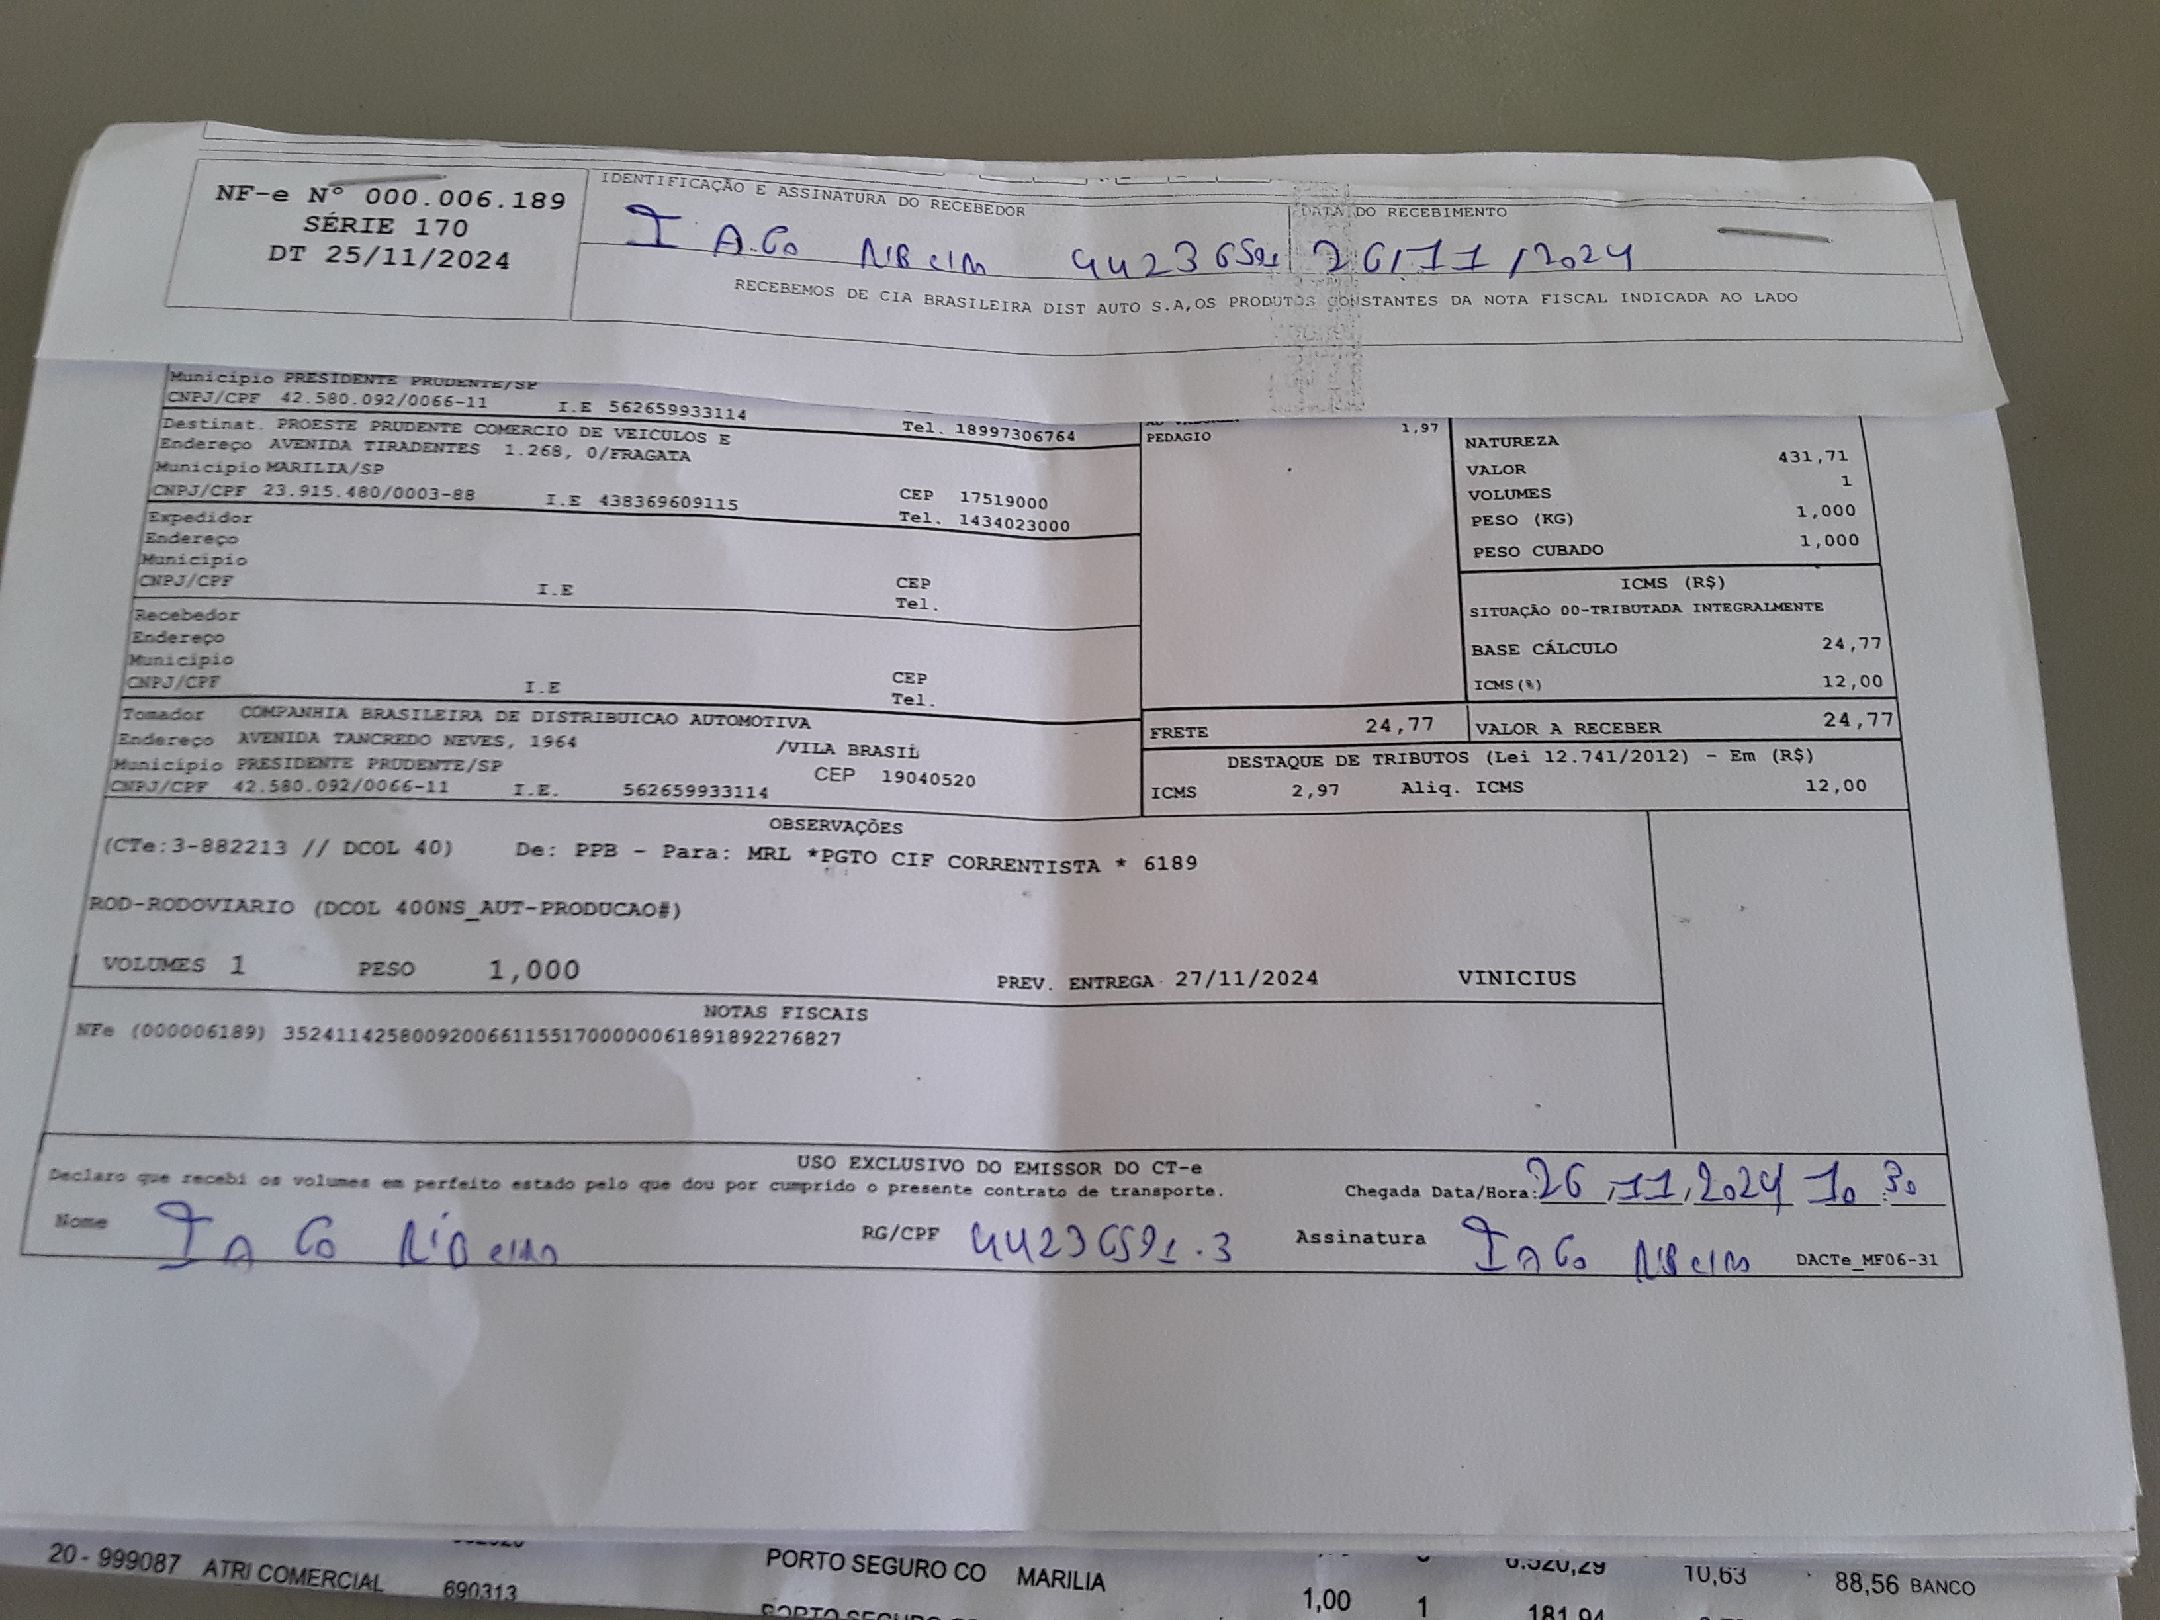 NF-e Nº 000.006.189
SÉRIE 170
DT 25/11/2024
IDENTIFICAÇÃO E ASSINATURA DO RECEBEDOR
DATA DO RECEBIMENTO
IAGO RIBEIRO 44236591 26/11/2024
RECEBEMOS DE CIA BRASILEIRA DIST AUTO S.A,OS PRODUTOS CONSTANTES DA NOTA FISCAL INDICADA AO LADO
Município PRESIDENTE PRUDENTE/SP
CNPJ/CPF 42.580.092/0066-11 I.E 562659933114 Tel. 18997306764
Destinat. PROESTE PRUDENTE COMERCIO DE VEICULOS E
Endereço AVENIDA TIRADENTES 1.268, 0/FRAGATA
Município MARILIA/SP CEP 17519000
CNPJ/CPF 23.915.480/0003-88 I.E 438369609115 Tel. 1434023000
Expedidor
Endereço
Município CEP
CNPJ/CPF I.E Tel.
Recebedor
Endereço
Município CEP
CNPJ/CPF I.E Tel.
Tomador COMPANHIA BRASILEIRA DE DISTRIBUICAO AUTOMOTIVA
Endereço AVENIDA TANCREDO NEVES, 1964 /VILA BRASIL
Município PRESIDENTE PRUDENTE/SP CEP 19040520
CNPJ/CPF 42.580.092/0066-11 I.E. 562659933114
PEDAGIO 1,97
NATUREZA
VALOR 431,71
VOLUMES 1
PESO (KG) 1,000
PESO CUBADO 1,000
ICMS (R$)
SITUAÇÃO 00-TRIBUTADA INTEGRALMENTE
BASE CÁLCULO 24,77
ICMS(%) 12,00
FRETE 24,77 VALOR A RECEBER 24,77
DESTAQUE DE TRIBUTOS (Lei 12.741/2012) - Em (R$)
ICMS 2,97 Aliq. ICMS 12,00
OBSERVAÇÕES
(CTe:3-882213 // DCOL 40) De: PPB - Para: MRL *PGTO CIF CORRENTISTA * 6189
ROD-RODOVIARIO (DCOL 400NS_AUT-PRODUCAO#)
VOLUMES 1 PESO 1,000 PREV. ENTREGA 27/11/2024 VINICIUS
NOTAS FISCAIS
NFe (000006189) 35241142580092006611551700000061891892276827
USO EXCLUSIVO DO EMISSOR DO CT-e
Declaro que recebi os volumes em perfeito estado pelo que dou por cumprido o presente contrato de transporte. Chegada Data/Hora: 26/11/2024 10:30
Nome IAGO RIBEIRO RG/CPF 44236591-3 Assinatura IAGO RIBEIRO DACTe_MF06-31
20 - 999087 ATRI COMERCIAL 690313 PORTO SEGURO CO MARILIA 10,63 88,56 BANCO
1,00 1 181,94